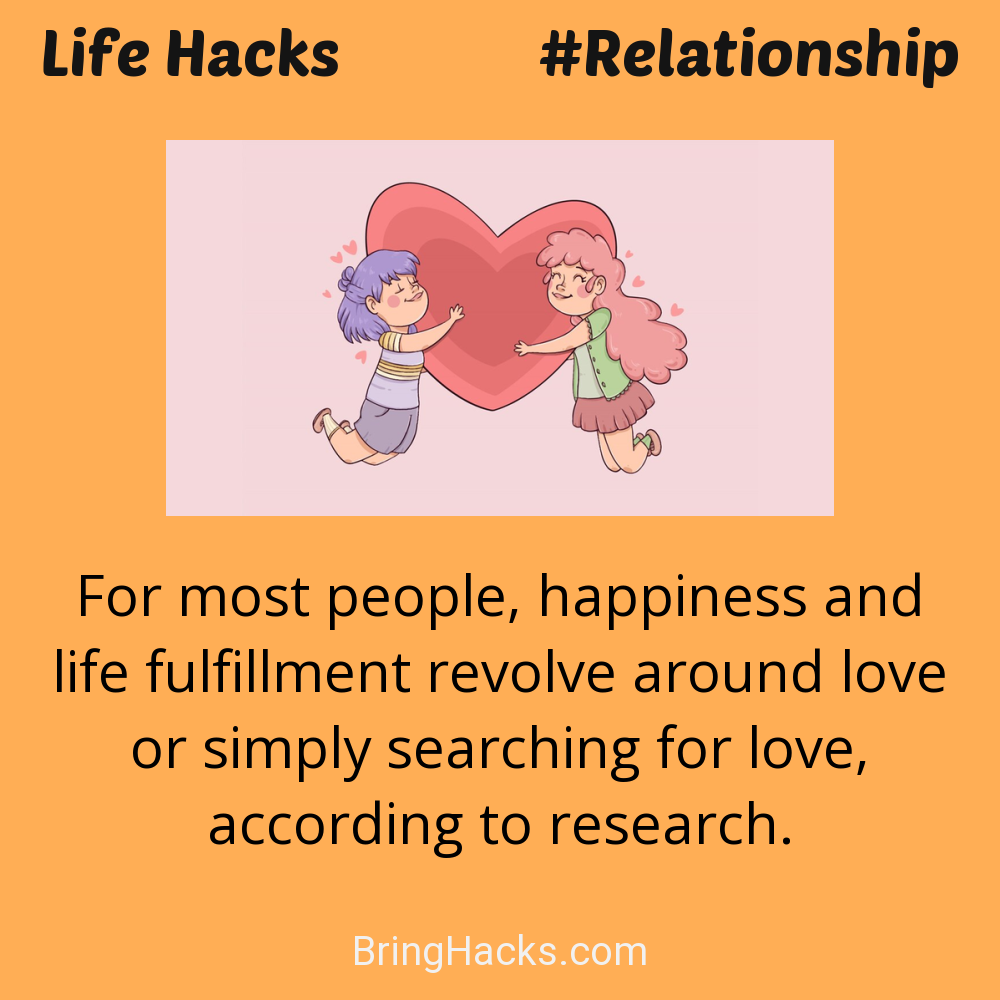 Life Hacks #Relationship
For most people, happiness and
life fulfillment revolve around love
or simply searching for love,
according to research.
BringHacks.com